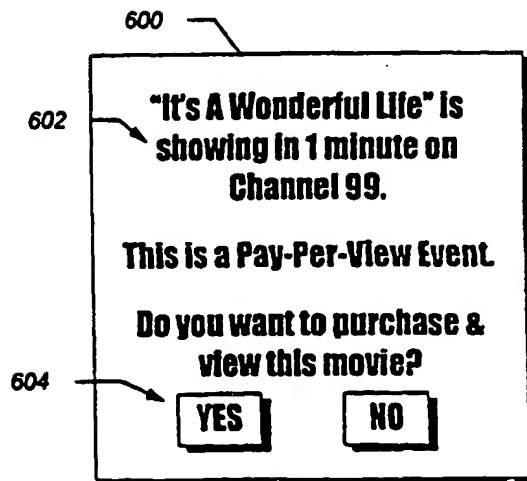 600
602
"It's A Wonderful Life" is
showing in 1 minute on
Channel 99.
This is a Pay-Per-View Event.
Do you want to purchase &
view this movie?
604
YES NO